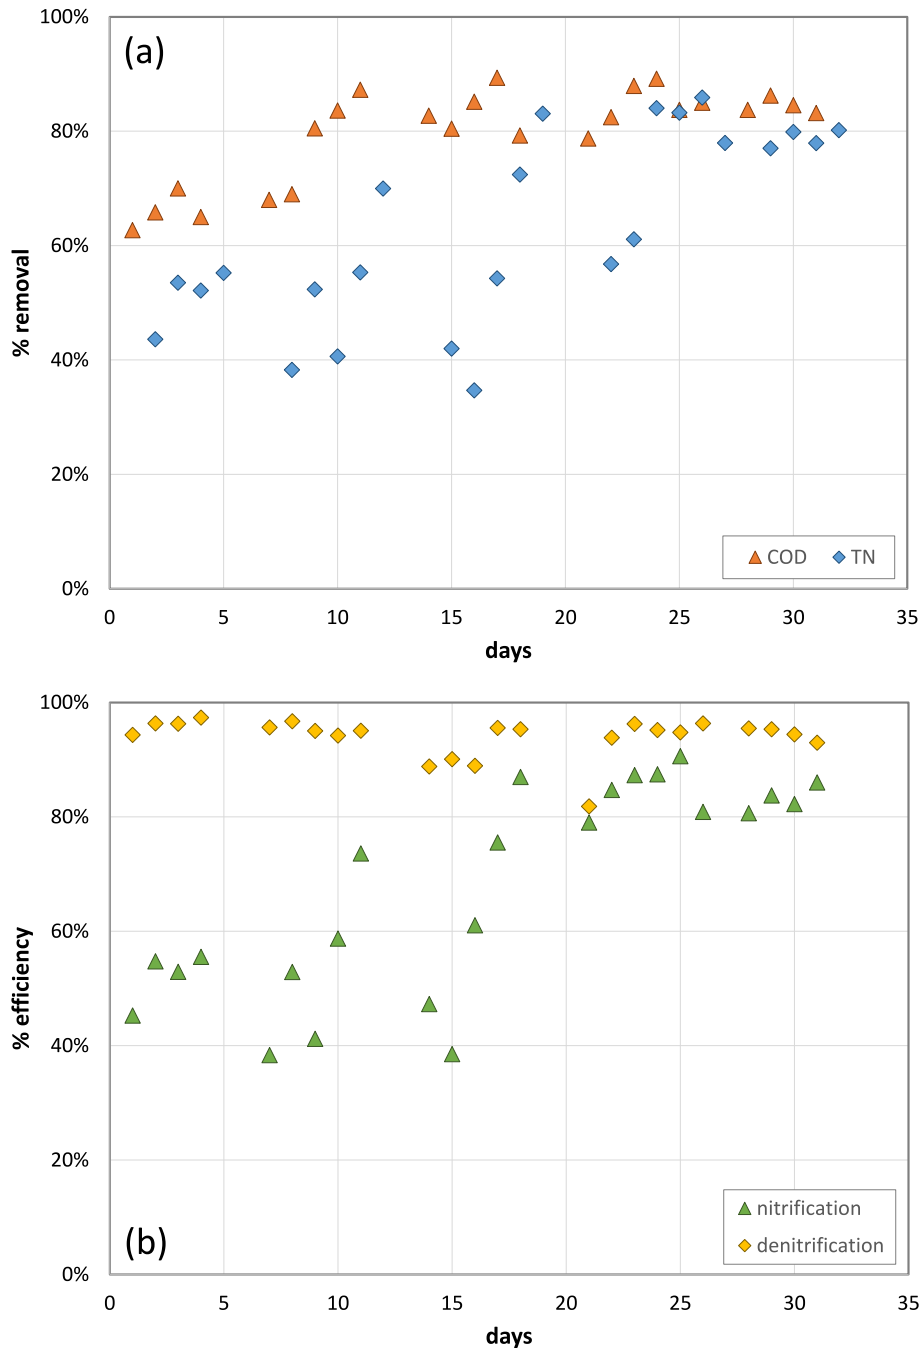 100%
(a)
80%
60%
% removal
40%
20%
COD TN
0%
0 5 10 15 20 25 30 35
days
100%
80%
60%
% efficiency
40%
20%
nitrification
(b)
denitrification
0%
0 5 10 15 20 25 30 35
days